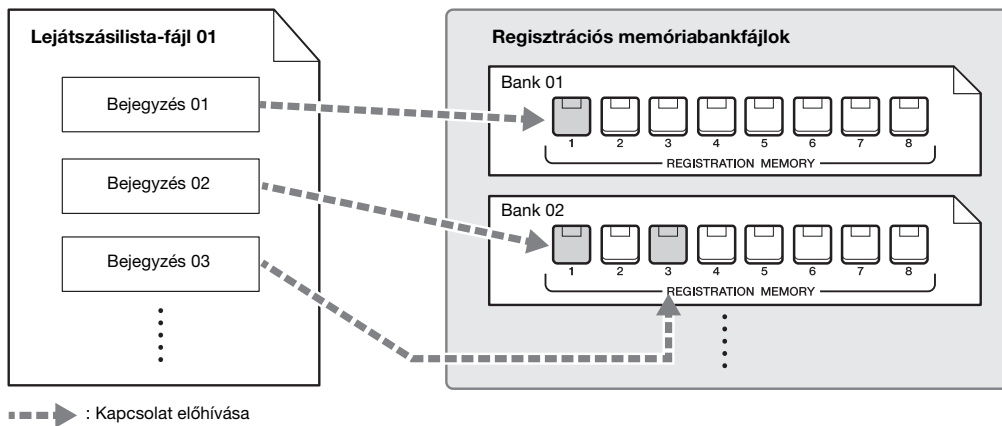 Lejátszásilista-fájl 01
Bejegyzés 01
Bejegyzés 02
Bejegyzés 03
Regisztrációs memóriabankfájlok
Bank 01
1 2 3 4 5 6 7 8
REGISTRATION MEMORY
Bank 02
1 2 3 4 5 6 7 8
REGISTRATION MEMORY
: Kapcsolat előhívása